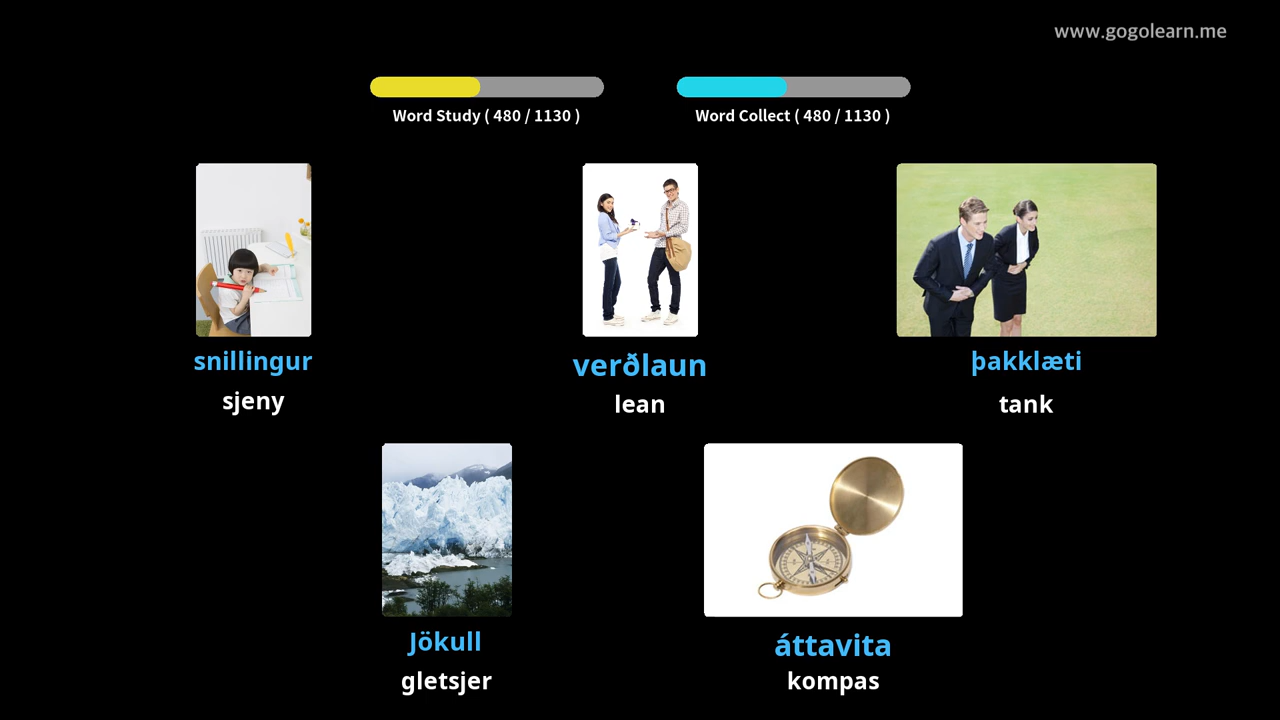 www.gogolearn.me
Word Study ( 480 / 1130 )
Word Collect ( 480 / 1130 )
snillingur
sjeny
verðlaun
lean
þakklæti
tank
Jökull
gletsjer
áttavita
kompas